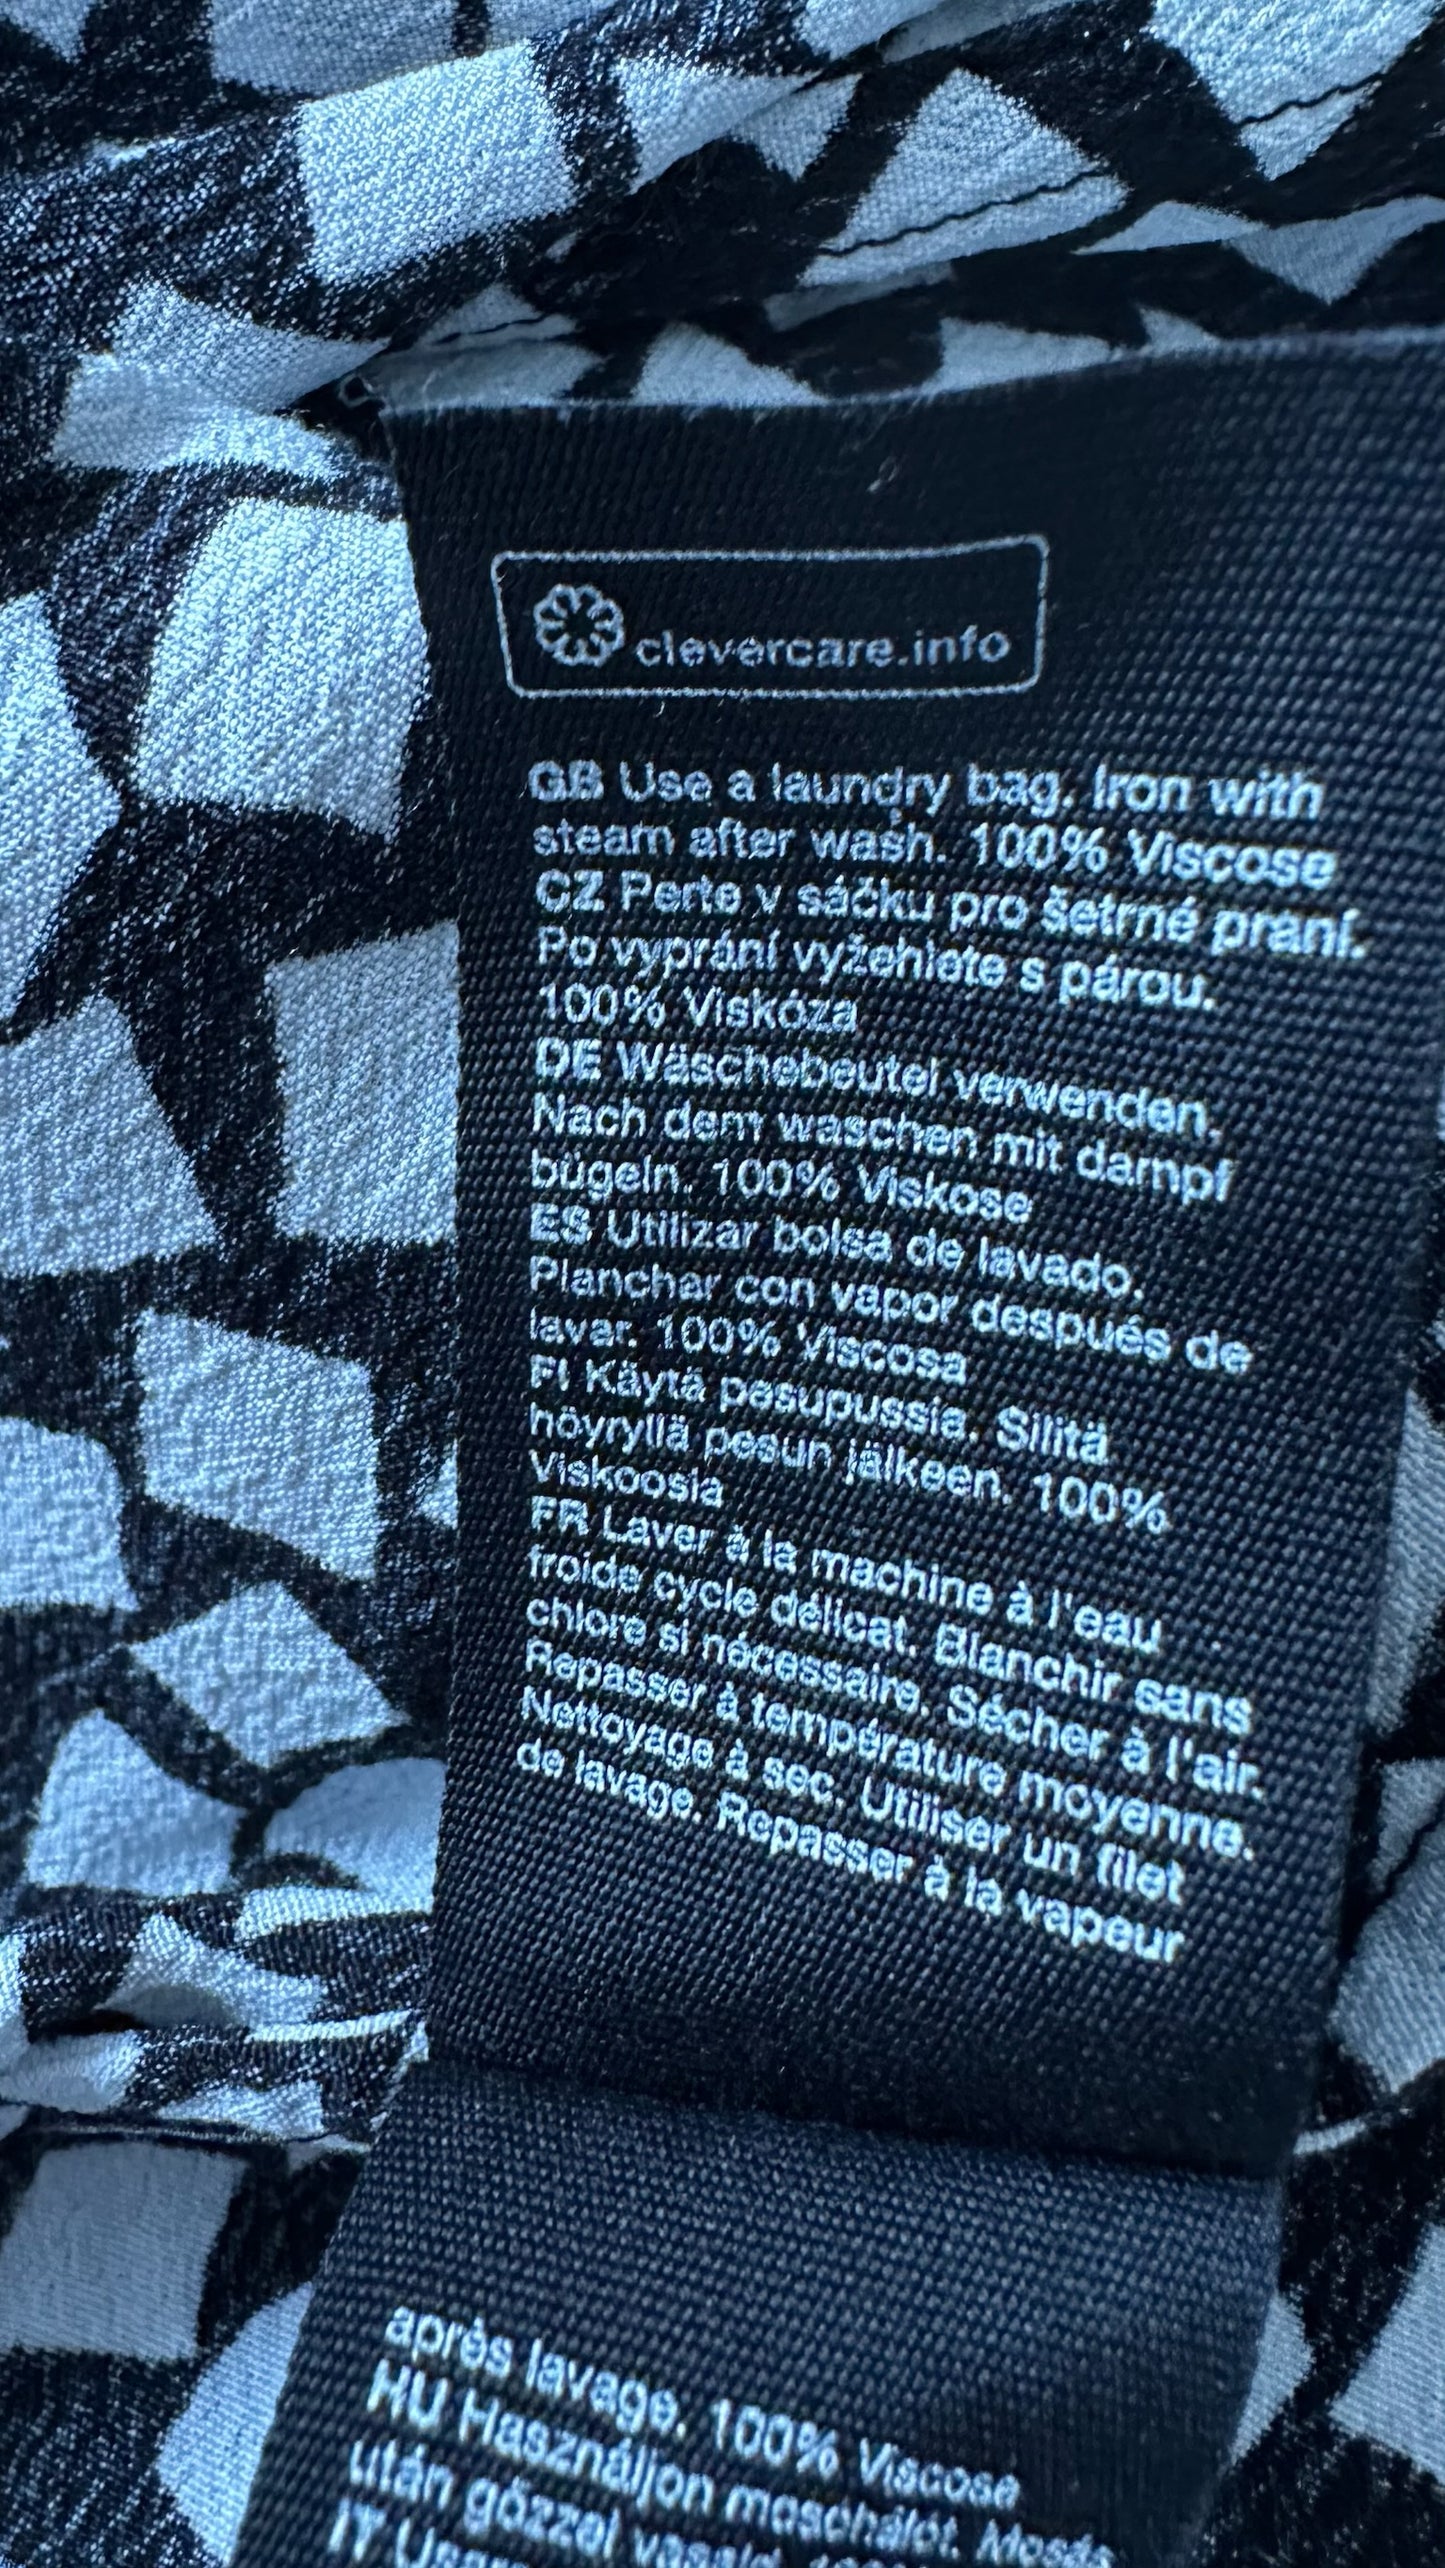 clevercare.info
GB Use a laundry bag. Iron with
steam after wash. 100% Viscose
CZ Perte v sáčku pro šetrné praní.
Po vyprání vyžehlete s párou.
100% Viskóza
DE Wäschebeutel verwenden.
Nach dem waschen mit dampf
bügeln. 100% Viskose
ES Utilizar bolsa de lavado.
Planchar con vapor después de
lavar. 100% Viscosa
FI Käytä pesupussia. Silitä
höyryllä pesun jälkeen. 100%
Viskoosia
FR Laver à la machine à l'eau
froide cycle délicat. Blanchir sans
chlore si nécessaire. Sécher à l'air.
Repasser à température moyenne.
Nettoyage à sec. Utiliser un filet
de lavage. Repasser à la vapeur
après lavage. 100% Viscose
HU Használjon mosóhálót. Mosás
után gőzzel
IT